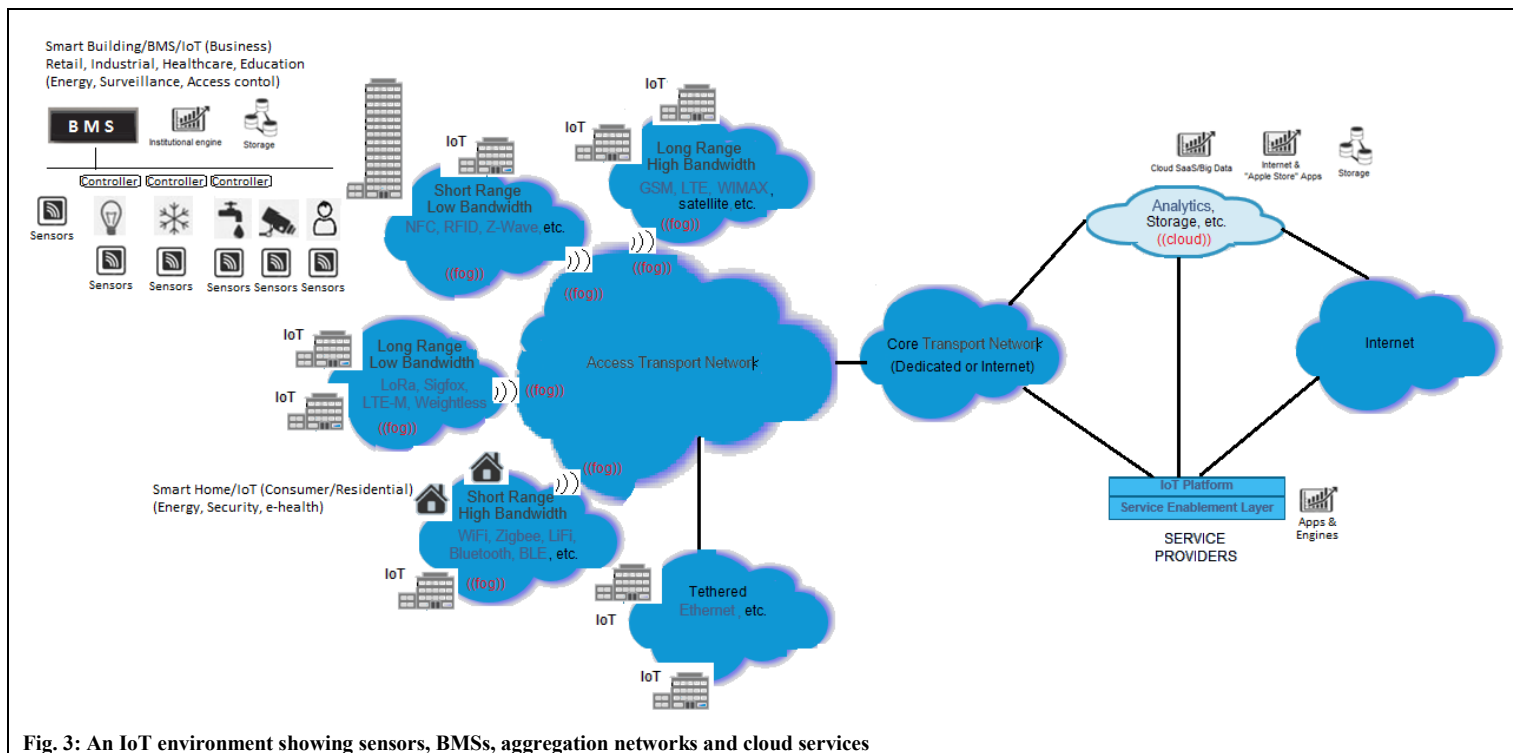 Smart Building/BMS/IoT (Business)
Retail, Industrial, Healthcare, Education
(Energy, Surveillance, Access contol)
BMS
Institutional engine
Storage
Controller
Controller
Controller
Sensors
Sensors
Sensors
Sensors
Sensors
Sensors
IoT
Short Range
Low Bandwidth
NFC, RFID, Z-Wave, etc.
((fog))
IoT
IoT
Long Range
High Bandwidth
GSM, LTE, WIMAX,
satellite, etc.
((fog))
((fog))
((fog))
IoT
IoT
Long Range
Low Bandwidth
LoRa, Sigfox,
LTE-M, Weightless
((fog))
((fog))
Access Transport Network
((fog))
Smart Home/IoT (Consumer/Residential)
(Energy, Security, e-health)
Short Range
High Bandwidth
WiFi, Zigbee, LiFi,
Bluetooth, BLE, etc.
((fog))
IoT
IoT
Tethered
Ethernet, etc.
IoT
Core Transport Network
(Dedicated or Internet)
Cloud SaaS/Big Data
Internet &
"Apple Store" Apps
Storage
Analytics,
Storage, etc.
((cloud))
Internet
IoT Platform
Service Enablement Layer
SERVICE
PROVIDERS
Apps &
Engines
Fig. 3: An IoT environment showing sensors, BMSs, aggregation networks and cloud services